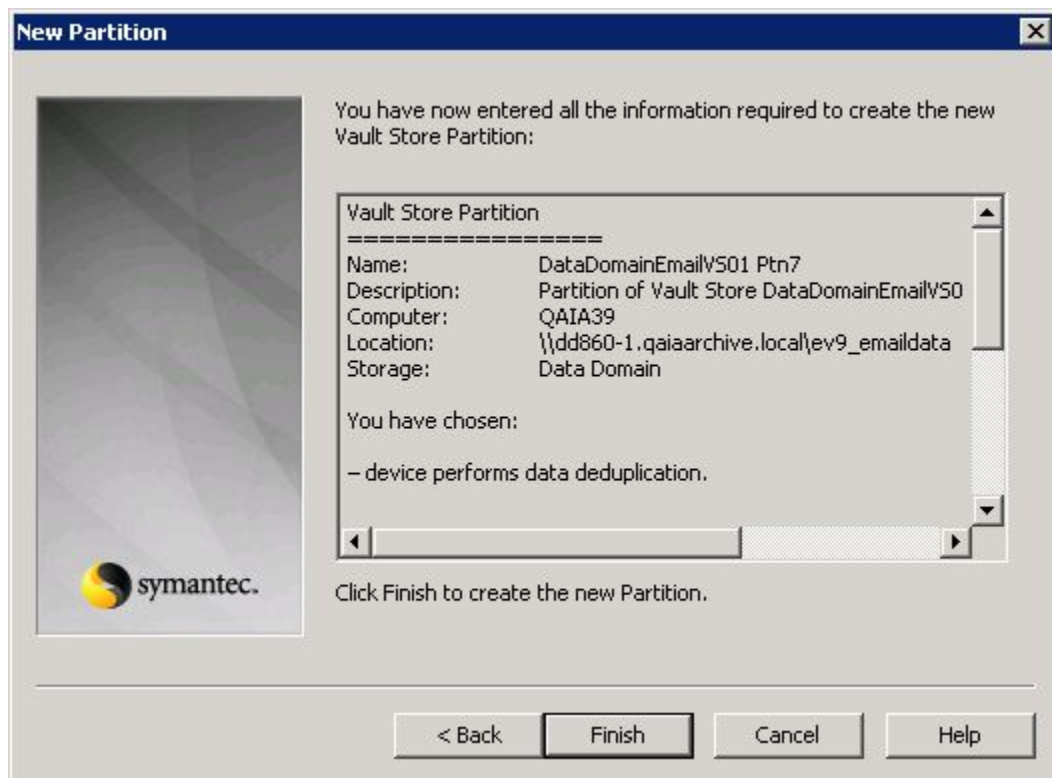 New Partition
You have now entered all the information required to create the new
Vault Store Partition:
Vault Store Partition
=================
Name: DataDomainEmailVS01 Ptn7
Description: Partition of Vault Store DataDomainEmailVS0
Computer: QAIA39
Location: \\dd860-1.qaiaarchive.local\ev9_emaildata
Storage: Data Domain
You have chosen:
– device performs data deduplication.
symantec.
Click Finish to create the new Partition.
< Back Finish Cancel Help